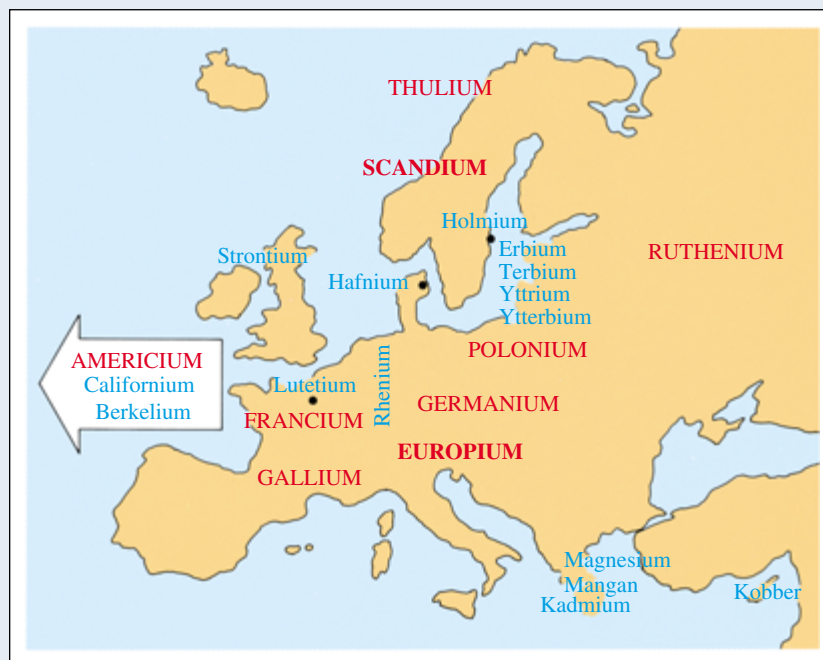 THULIUM
SCANDIUM
Holmium
Strontium
Erbium
RUTHENIUM
Terbium
Hafnium
Yttrium
Ytterbium
POLONIUM
AMERICIUM
Californium
Berkelium
Lutetium
Rhenium
FRANCIUM
GERMANIUM
EUROPIUM
GALLIUM
Magnesium
Mangan
Kadmium
Kobber